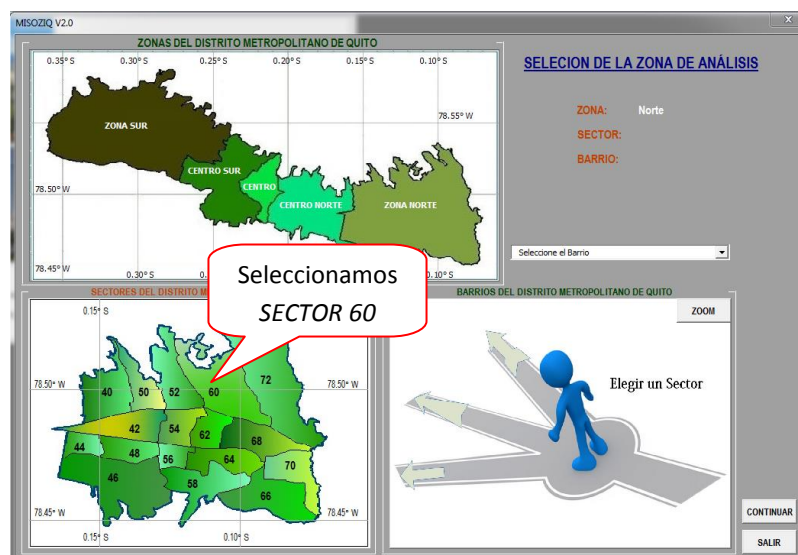 MISOZIQ V2.0
x
ZONAS DEL DISTRITO METROPOLITANO DE QUITO
0.35° S 0.30° S 0.25° S 0.20° S 0.15° S 0.10° S
ZONA SUR
CENTRO SUR
CENTRO
CENTRO NORTE
ZONA NORTE
78.55° W
78.50° W
78.45° W
0.30° S
0.10° S
SELECION DE LA ZONA DE ANÁLISIS
ZONA: Norte
SECTOR:
BARRIO:
Seleccione el Barrio
Seleccionamos
SECTOR 60
SECTORES DEL DISTRITO
0.15° S
78.50° W
78.50° W
40 50 52 60 72
42 54 62 68
44 48 56 64 70
46 58 66
78.45° W
78.45° W
0.15° S 0.10° S
BARRIOS DEL DISTRITO METROPOLITANO DE QUITO
ZOOM
Elegir un Sector
CONTINUAR
SALIR